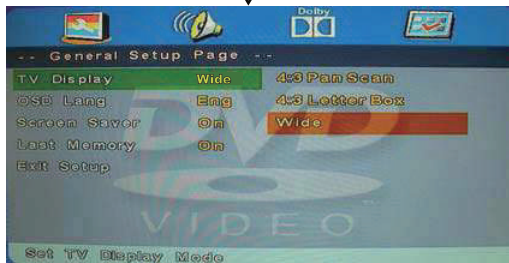 Dolby
-- General Setup Page --
TV Display Wide 4:3 Pan Scan
OSD Lang Eng 4:3 Letter Box
Screen Saver On Wide
Last Memory On
Exit Setup
DVD
VIDEO
Set TV Display Mode